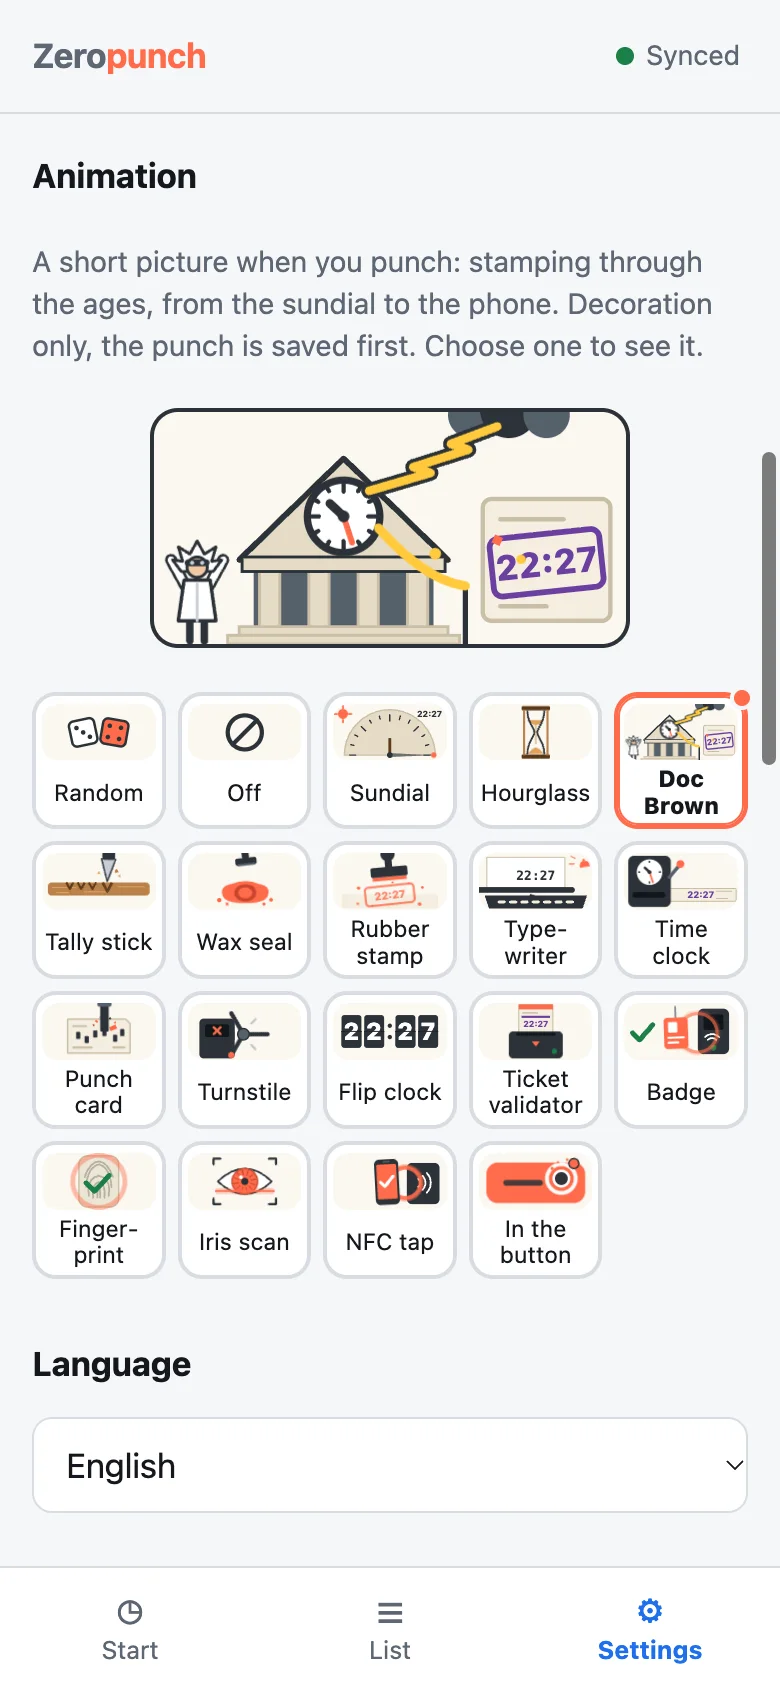 Zeropunch
Synced
Animation
A short picture when you punch: stamping through
the ages, from the sundial to the phone. Decoration
only, the punch is saved first. Choose one to see it.
22:27
22:27
22:27
Random
Off
Sundial
Hourglass
Doc
Brown
22:27
22:27
22:27
Tally stick
Wax seal
Rubber
stamp
Type-
writer
Time
clock
22:27
22:27
Punch
card
Turnstile
Flip clock
Ticket
validator
Badge
Finger-
print
Iris scan
NFC tap
In the
button
Language
English
Start
List
Settings